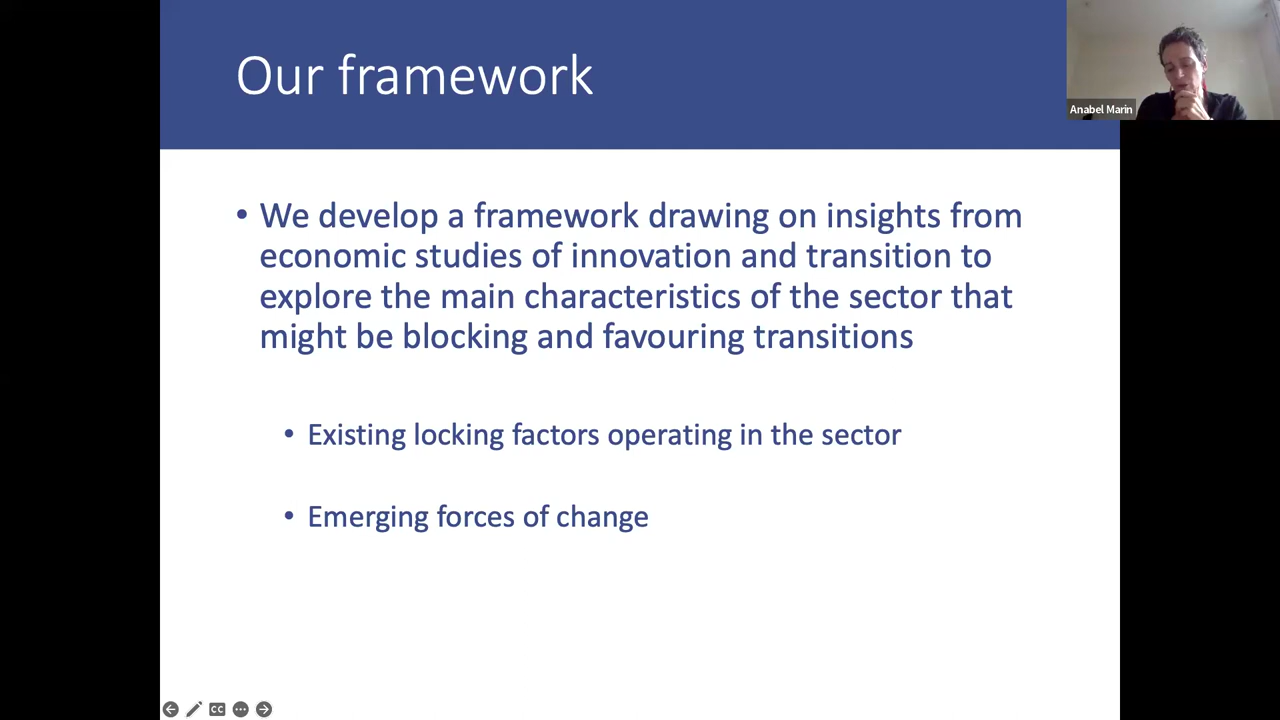 Our framework
Anabel Marin
• We develop a framework drawing on insights from
economic studies of innovation and transition to
explore the main characteristics of the sector that
might be blocking and favouring transitions
• Existing locking factors operating in the sector
• Emerging forces of change
CC